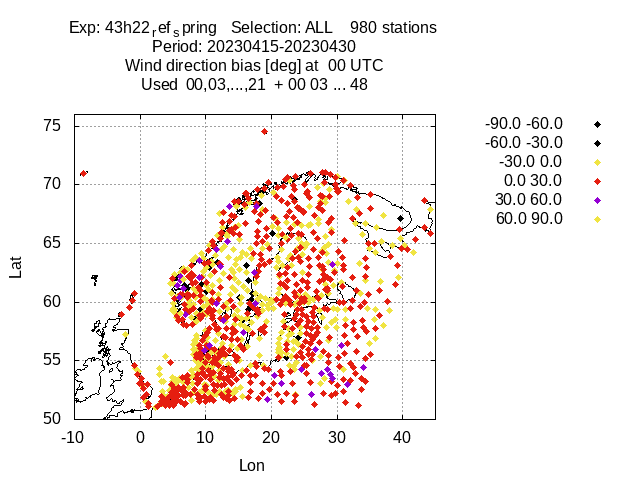 Exp: 43h22_ref_spring Selection: ALL 980 stations
Period: 20230415-20230430
Wind direction bias [deg] at 00 UTC
Used 00,03,...,21 + 00 03 ... 48
-90.0 -60.0
-60.0 -30.0
-30.0 0.0
0.0 30.0
30.0 60.0
60.0 90.0
75
70
65
60
55
50
Lat
-10 0 10 20 30 40
Lon